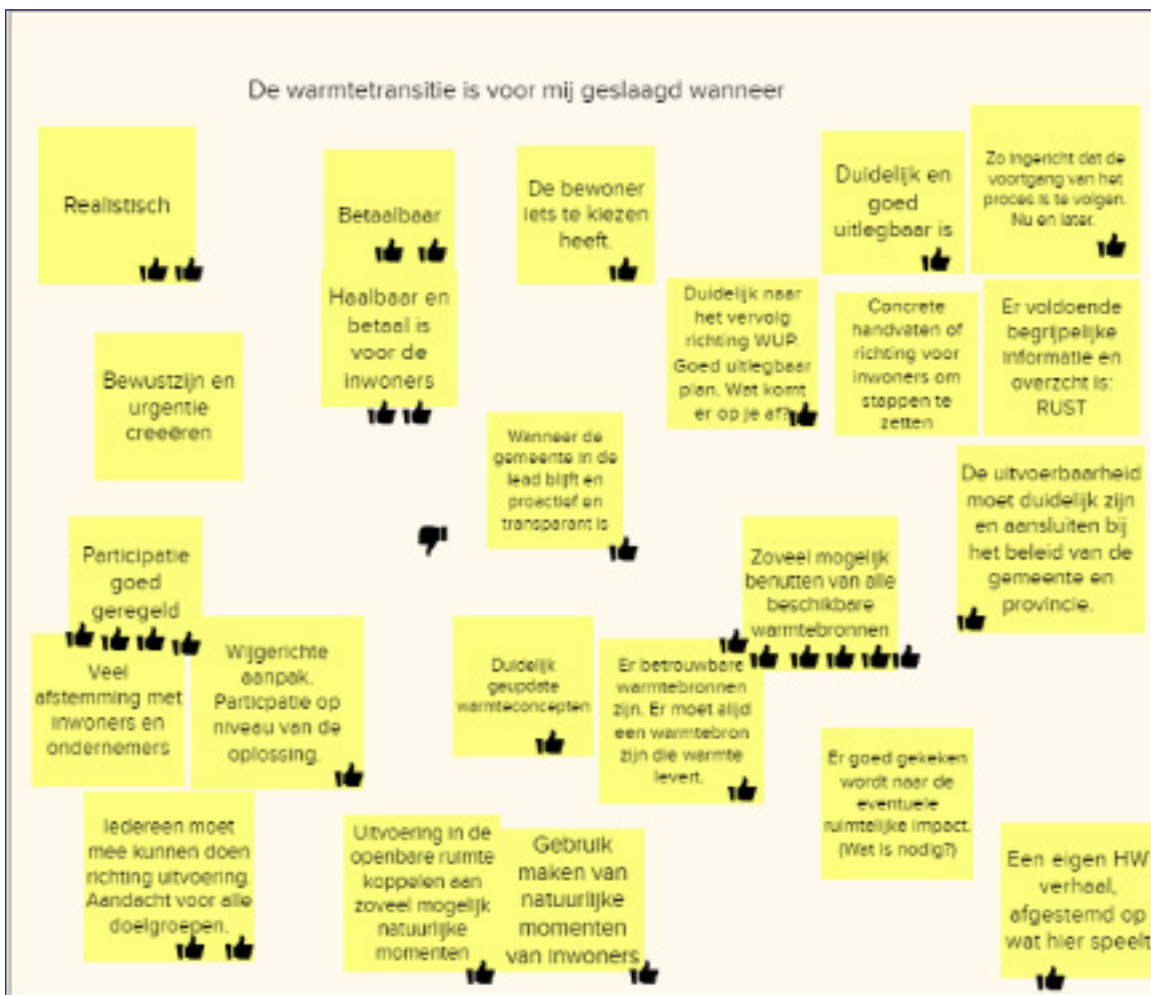 De warmtetransitie is voor mij geslaagd wanneer
Realistisch
Betaalbaar
De bewoner
iets te kiezen
heeft.
Duidelijk en
goed
uitlegbaar is
Zo ingericht dat de
voortgang van het
proces is te volgen.
Nu en later.
Haalbaar en
betaal is
voor de
inwoners
Duidelijk naar
het vervolg
richting WUP.
Goed uitlegbaar
plan. Wat komt
er op je af?
Concrete
handvaten of
richting voor
inwoners om
stappen te
zetten
Er voldoende
begrijpelijke
informatie en
overzcht is:
RUST
Bewustzijn en
urgentie
creeëren
Wanneer de
gemeente in de
lead blijft en
proactief en
transparant is
De uitvoerbaarheid
moet duidelijk zijn
en aansluiten bij
het beleid van de
gemeente en
provincie.
Participatie
goed
geregeld
Zoveel mogelijk
benutten van alle
beschikbare
warmtebronnen
Veel
afstemming met
inwoners en
ondernemers
Wijgerichte
aanpak.
Particpatie op
niveau van de
oplossing.
Duidelijk
geupdate
warmteconcepten
Er betrouwbare
warmtebronnen
zijn. Er moet alijd
een warmtebron
zijn die warmte
levert.
Er goed gekeken
wordt naar de
eventuele
ruimtelijke impact.
(Wat is nodig?)
Iedereen moet
mee kunnen doen
richting uitvoering.
Aandacht voor alle
doelgroepen.
Uitvoering in de
openbare ruimte
koppelen aan
zoveel mogelijk
natuurlijke
momenten
Gebruik
maken van
natuurlijke
momenten
van inwoners
Een eigen HW
verhaal,
afgestemd op
wat hier speelt